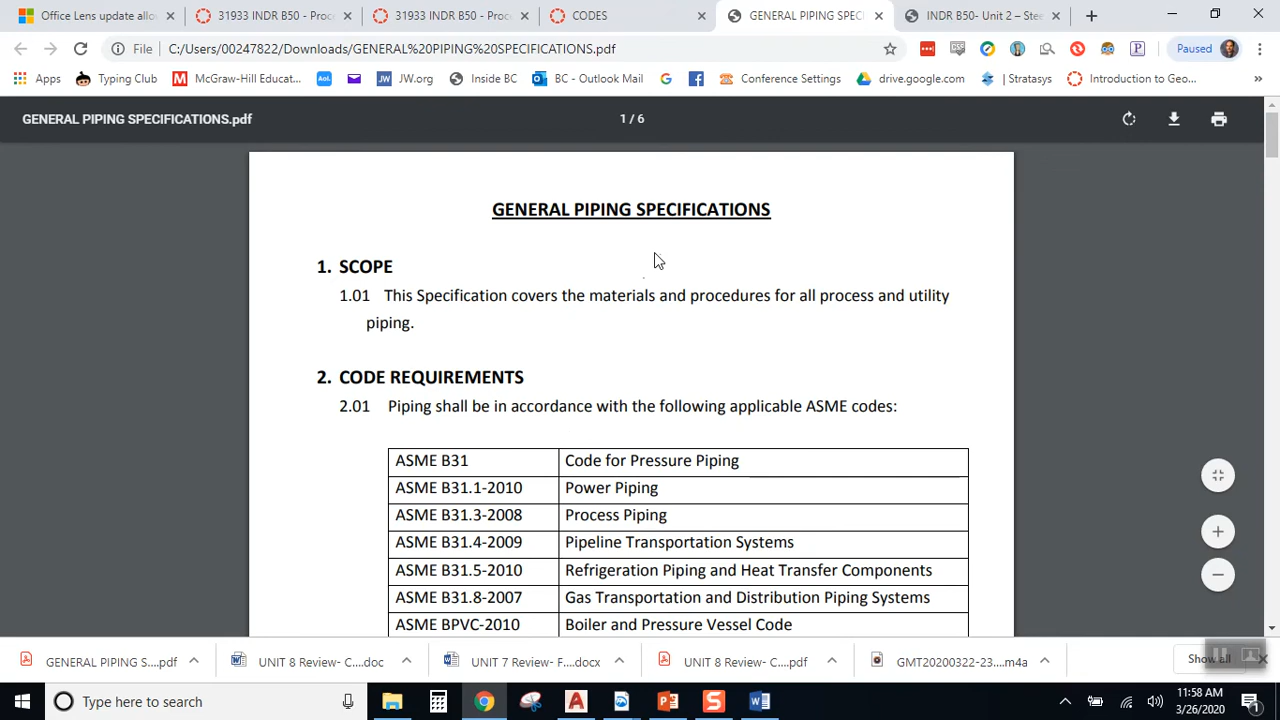 Office Lens update allo
31933 INDR B50 - Proce
31933 INDR B50 - Proce
CODES
GENERAL PIPING SPECIF
INDR B50- Unit 2 – Stee
File
C:/Users/00247822/Downloads/GENERAL%20PIPING%20SPECIFICATIONS.pdf
Paused
Apps
Typing Club
McGraw-Hill Educat...
Aol.
JW.org
Inside BC
BC - Outlook Mail
Conference Settings
drive.google.com
| Stratasys
Introduction to Geo...
GENERAL PIPING SPECIFICATIONS.pdf
1 / 6
GENERAL PIPING SPECIFICATIONS
1. SCOPE
1.01 This Specification covers the materials and procedures for all process and utility
piping.
2. CODE REQUIREMENTS
2.01 Piping shall be in accordance with the following applicable ASME codes:
ASME B31 Code for Pressure Piping
ASME B31.1-2010 Power Piping
ASME B31.3-2008 Process Piping
ASME B31.4-2009 Pipeline Transportation Systems
ASME B31.5-2010 Refrigeration Piping and Heat Transfer Components
ASME B31.8-2007 Gas Transportation and Distribution Piping Systems
ASME BPVC-2010 Boiler and Pressure Vessel Code
GENERAL PIPING S....pdf
UNIT 8 Review- C....doc
UNIT 7 Review- F....docx
UNIT 8 Review- C....pdf
GMT20200322-23....m4a
Show all
Type here to search
11:58 AM
3/26/2020